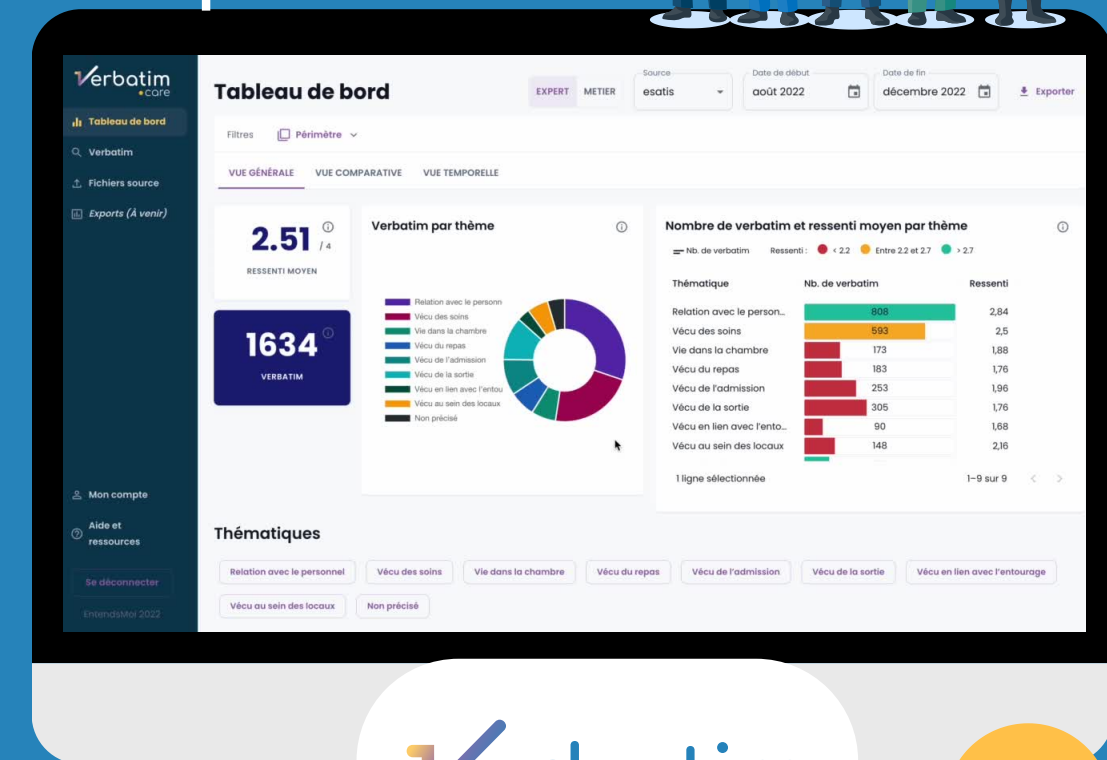 Verbatim
care
Tableau de bord
Verbatim
Fichiers source
Exports (À venir)
Mon compte
Aide et
ressources
Se déconnecter
EntendsMoi 2022
Tableau de bord
EXPERT METIER
Source
esatis
Date de début
août 2022
Date de fin
décembre 2022
Exporter
Filtres Périmètre
VUE GÉNÉRALE VUE COMPARATIVE VUE TEMPORELLE
2.51 / 4
RESSENTI MOYEN
1634
VERBATIM
Verbatim par thème
Relation avec le personn
Vécu des soins
Vie dans la chambre
Vécu du repas
Vécu de l'admission
Vécu de la sortie
Vécu en lien avec l'entou
Vécu au sein des locaux
Non précisé
Nombre de verbatim et ressenti moyen par thème
Nb. de verbatim Ressenti : < 2.2 Entre 2.2 et 2.7 > 2.7
Thématique Nb. de verbatim Ressenti
Relation avec le person... 808 2,84
Vécu des soins 593 2,5
Vie dans la chambre 173 1,88
Vécu du repas 183 1,76
Vécu de l'admission 253 1,96
Vécu de la sortie 305 1,76
Vécu en lien avec l'ento... 90 1,68
Vécu au sein des locaux 148 2,16
1 ligne sélectionnée 1-9 sur 9
Thématiques
Relation avec le personnel Vécu des soins Vie dans la chambre Vécu du repas Vécu de l'admission Vécu de la sortie Vécu en lien avec l'entourage
Vécu au sein des locaux Non précisé